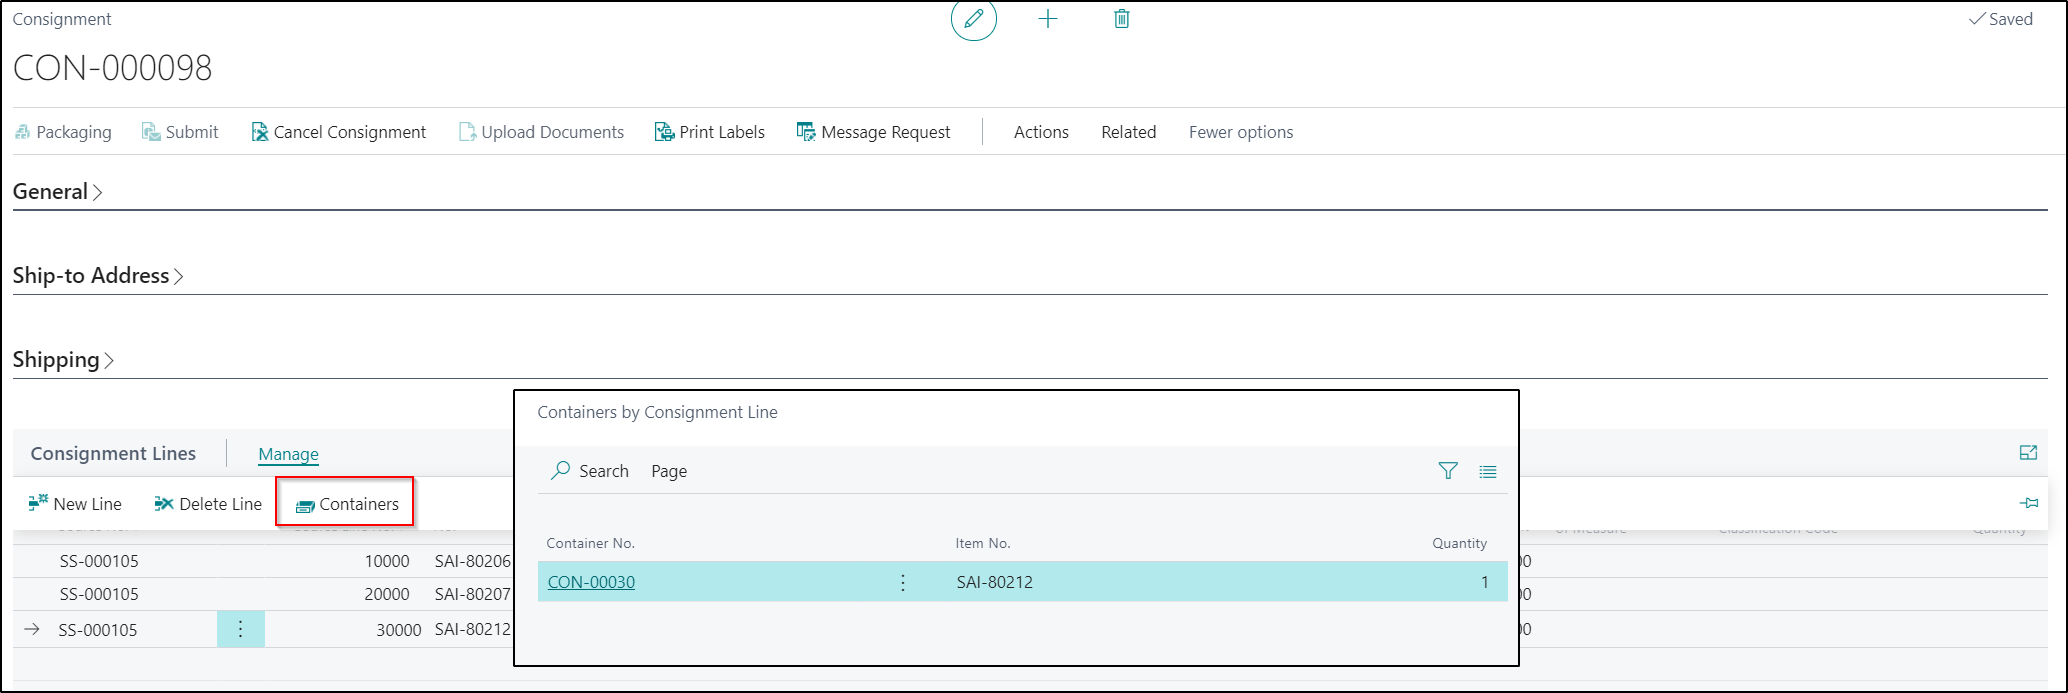 Consignment
Saved
CON-000098
Packaging Submit Cancel Consignment Upload Documents Print Labels Message Request Actions Related Fewer options
General
Ship-to Address
Shipping
Consignment Lines Manage
New Line Delete Line Containers
Classification Code Quantity
SS-000105 10000 SAI-80206
SS-000105 20000 SAI-80207
SS-000105 30000 SAI-80212
Containers by Consignment Line
Search Page
Container No. Item No. Quantity
CON-00030 SAI-80212 1